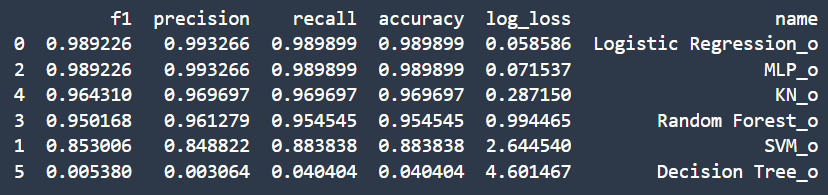 f1 precision recall accuracy log_loss name
0 0.989226 0.993266 0.989899 0.989899 0.058586 Logistic Regression_o
2 0.989226 0.993266 0.989899 0.989899 0.071537 MLP_o
4 0.964310 0.969697 0.969697 0.969697 0.287150 KN_o
3 0.950168 0.961279 0.954545 0.954545 0.994465 Random Forest_o
1 0.853006 0.848822 0.883838 0.883838 2.644540 SVM_o
5 0.005380 0.003064 0.040404 0.040404 4.601467 Decision Tree_o